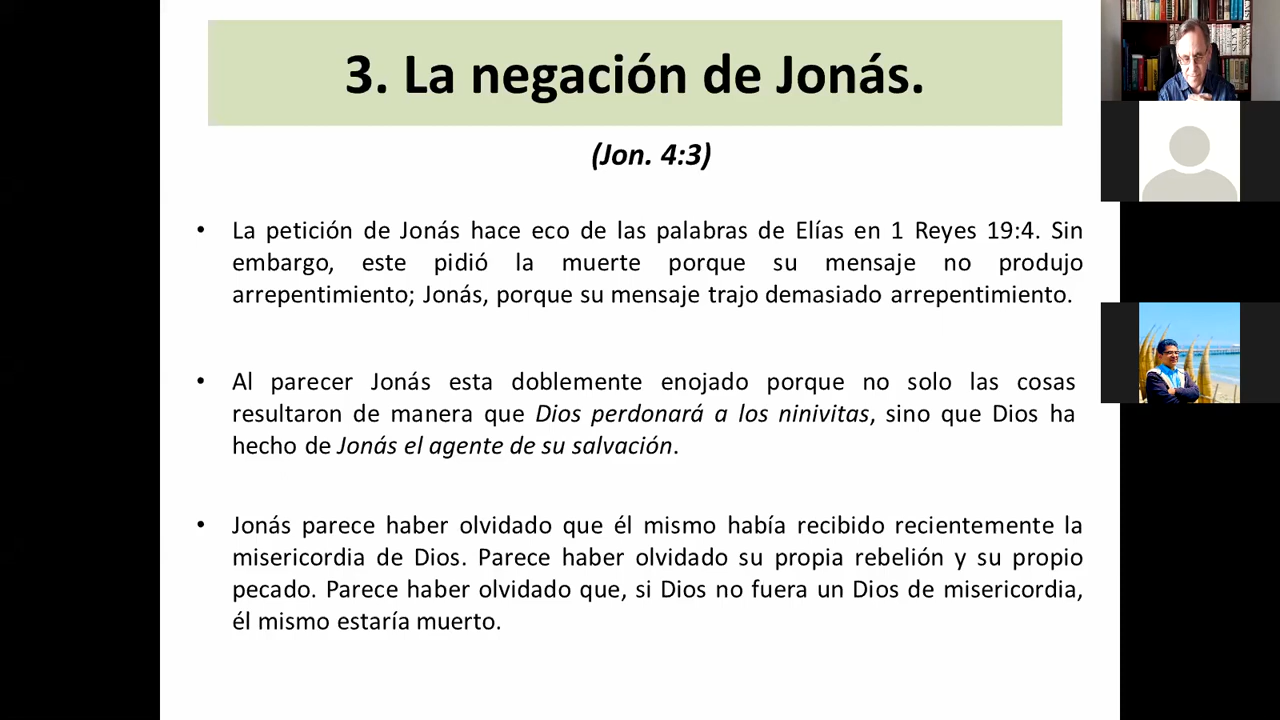 3. La negación de Jonás.
(Jon. 4:3)
• La petición de Jonás hace eco de las palabras de Elías en 1 Reyes 19:4. Sin
embargo, este pidió la muerte porque su mensaje no produjo
arrepentimiento; Jonás, porque su mensaje trajo demasiado arrepentimiento.
• Al parecer Jonás esta doblemente enojado porque no solo las cosas
resultaron de manera que Dios perdonará a los ninivitas, sino que Dios ha
hecho de Jonás el agente de su salvación.
• Jonás parece haber olvidado que él mismo había recibido recientemente la
misericordia de Dios. Parece haber olvidado su propia rebelión y su propio
pecado. Parece haber olvidado que, si Dios no fuera un Dios de misericordia,
él mismo estaría muerto.